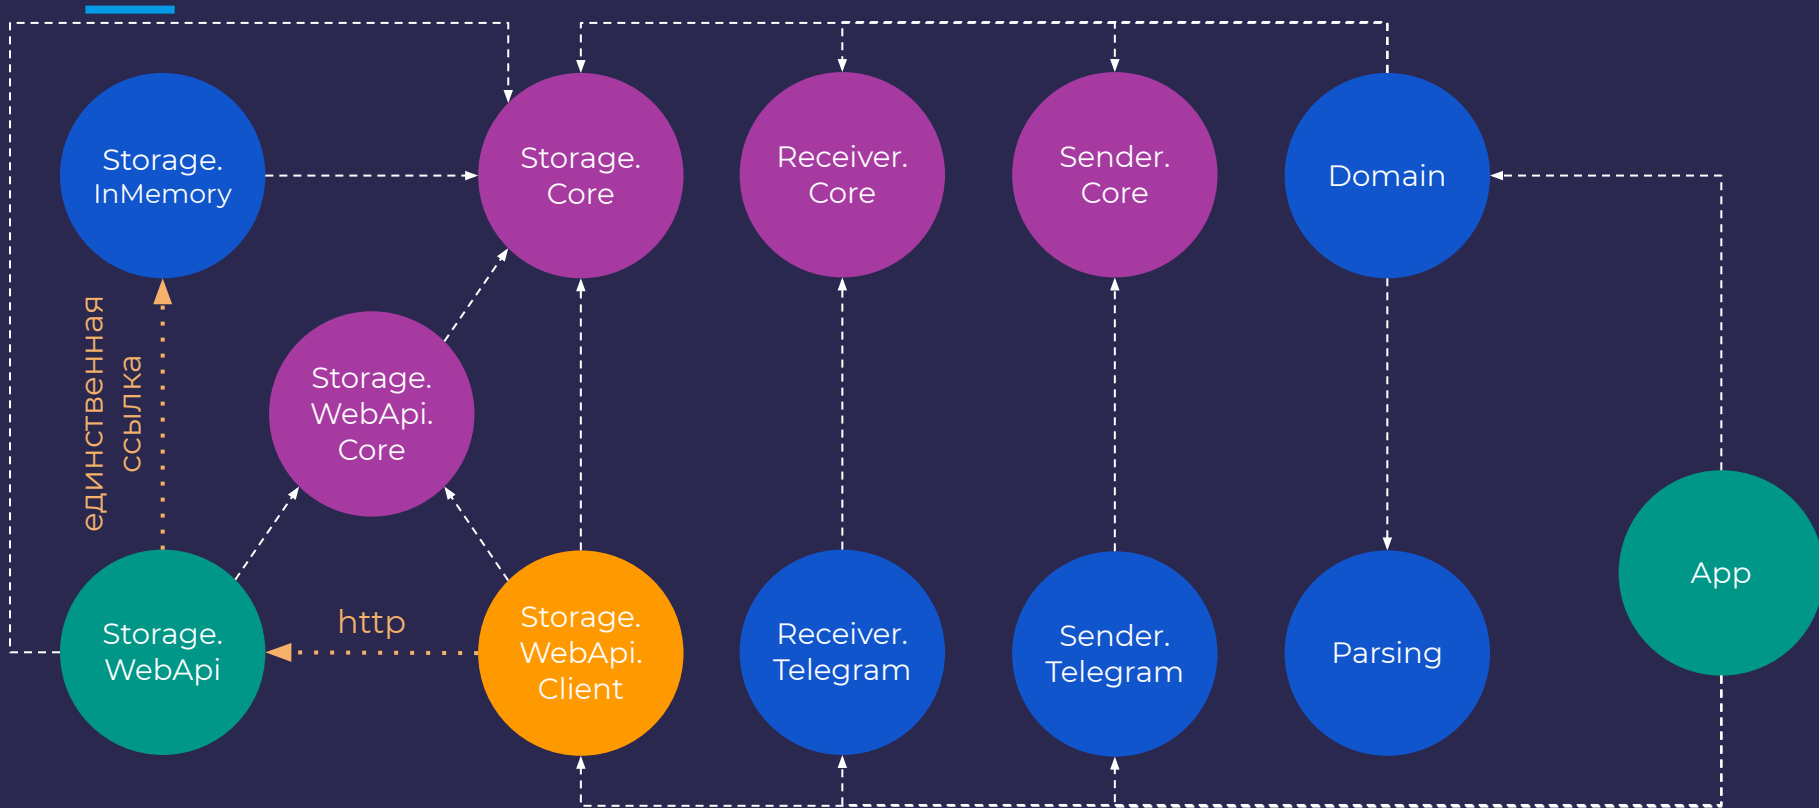 Storage.
InMemory
Storage.
Core
Receiver.
Core
Sender.
Core
Domain
единственная
ссылка
Storage.
WebApi.
Core
Storage.
WebApi
http
Storage.
WebApi.
Client
Receiver.
Telegram
Sender.
Telegram
Parsing
App